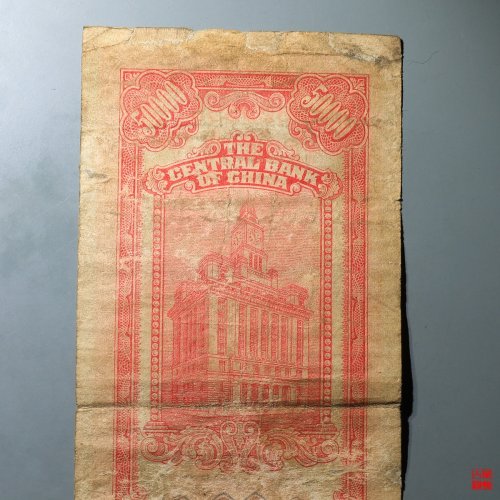 50000 50000
THE
CENTRAL BANK
OF CHINA